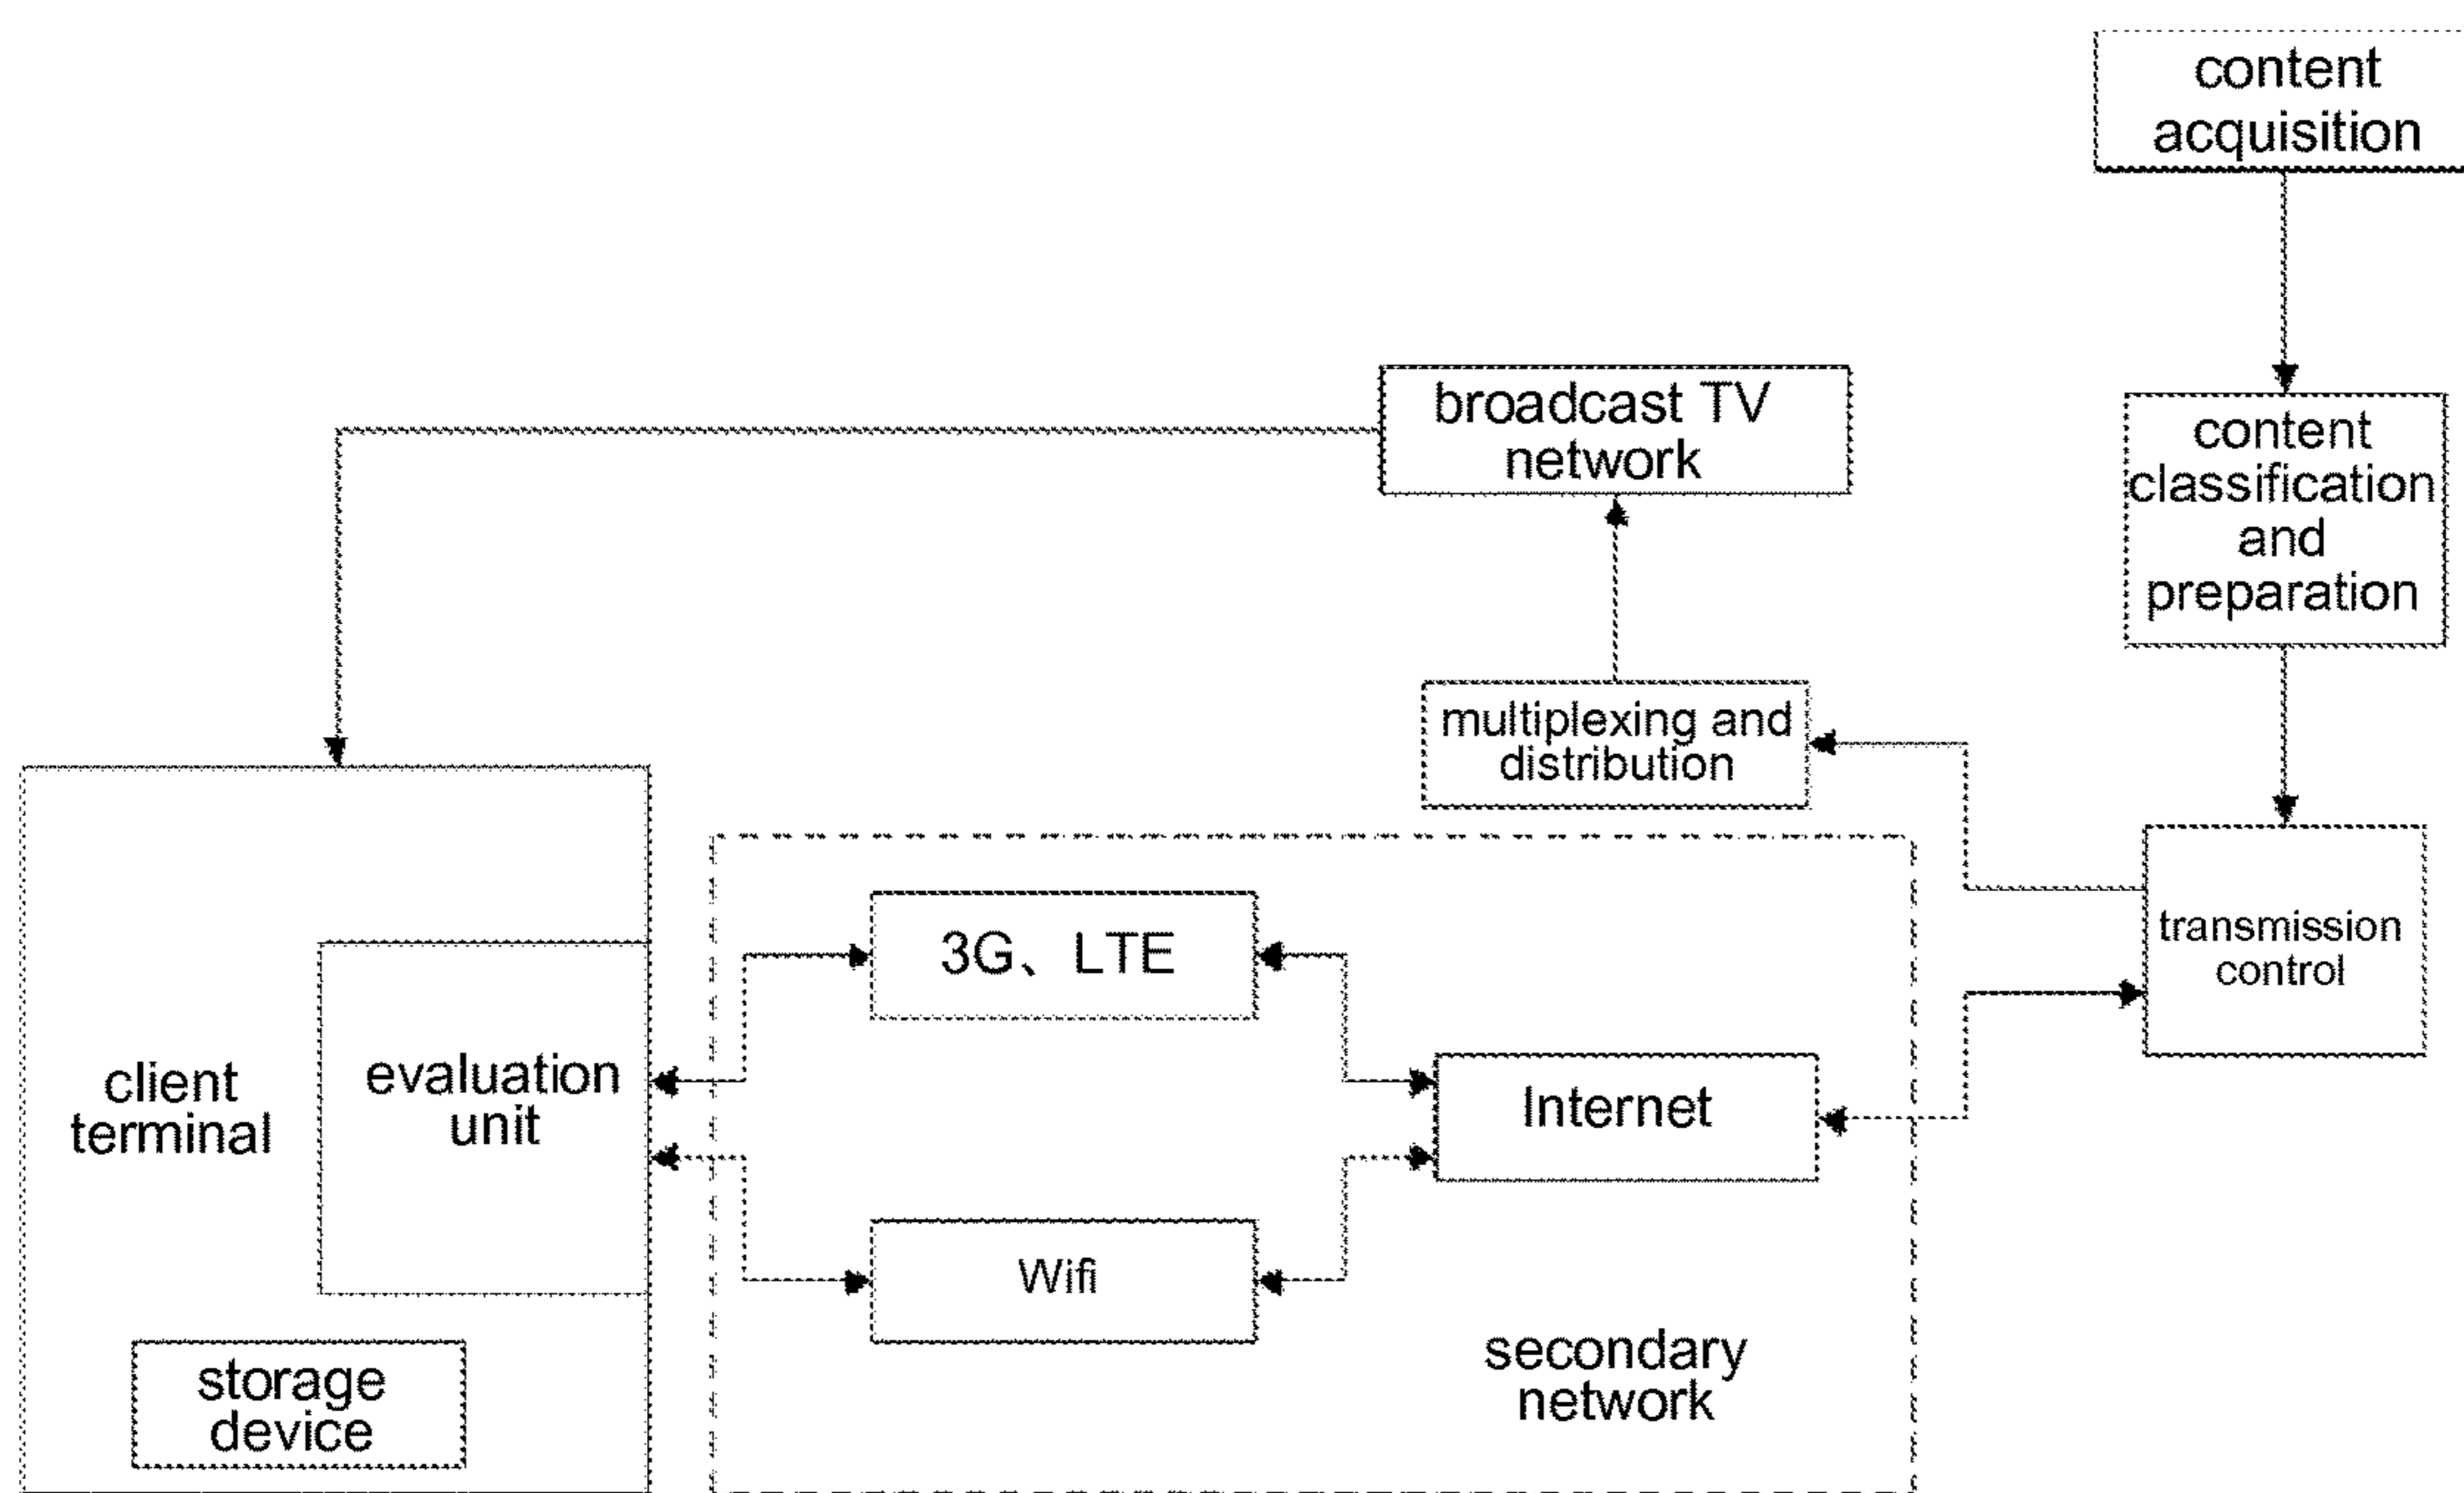 content
acquisition
broadcast TV
network
content
classification
and
preparation
multiplexing and
distribution
transmission
control
3G、LTE
client
terminal
evaluation
unit
Internet
Wifi
storage
device
secondary
network